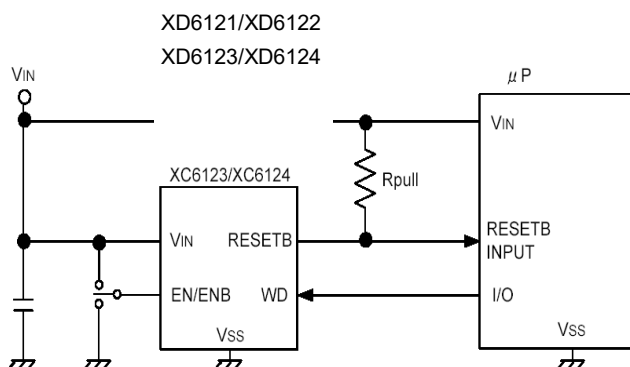 XD6121/XD6122
XD6123/XD6124
VIN
μP
VIN
Rpull
XC6123/XC6124
VIN
RESETB
RESETB
INPUT
EN/ENB
WD
I/O
VSS
VSS